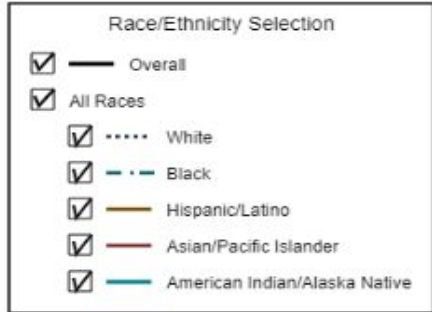 Race/Ethnicity Selection
Overall
All Races
White
Black
Hispanic/Latino
Asian/Pacific Islander
American Indian/Alaska Native